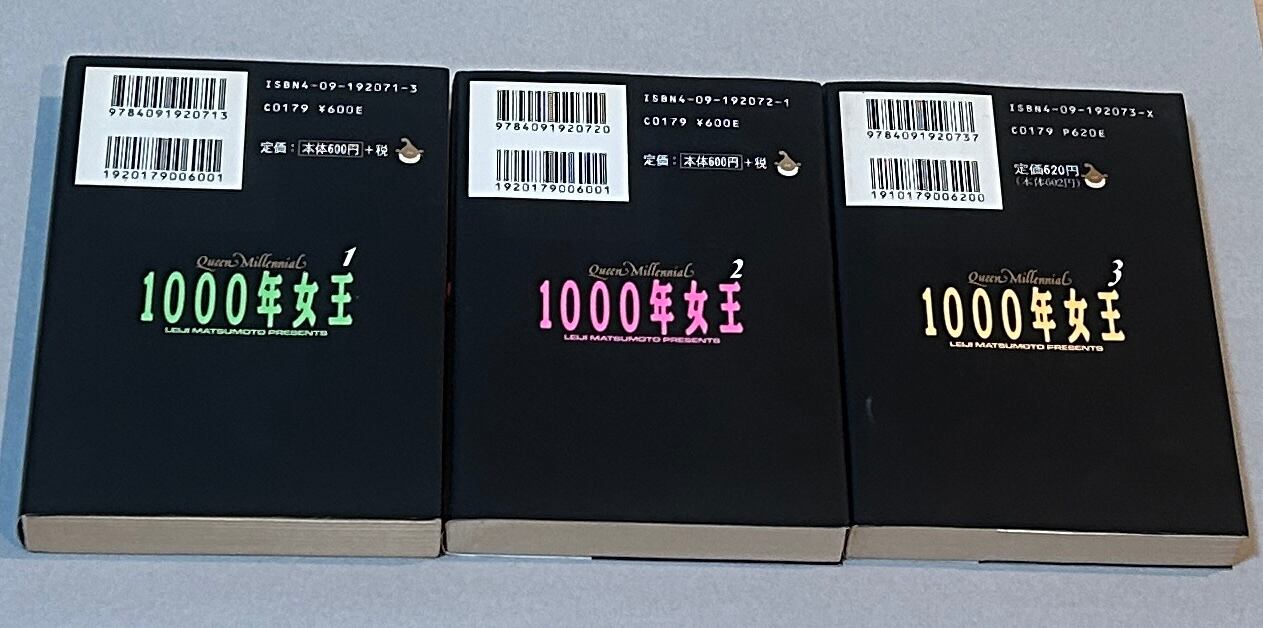 9784091920713
1920179006001
ISBN4-09-192071-3
C0179 ¥600E
定価：本体600円+税
Queen Millennial 1
1000年女王
LEIJI MATSUMOTO PRESENTS
9784091920720
1920179006001
ISBN4-09-192072-1
C0179 ¥600E
定価：本体600円+税
Queen Millennial 2
1000年女王
LEIJI MATSUMOTO PRESENTS
9784091920737
1910179006200
ISBN4-09-192073-X
C0179 P620E
定価620円
(本体602円)
Queen Millennial 3
1000年女王
LEIJI MATSUMOTO PRESENTS